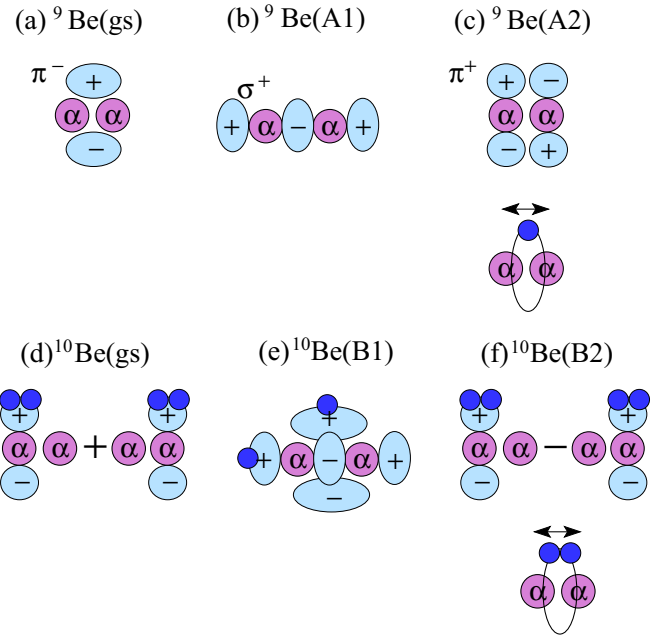 (a) ⁹Be(gs)
(b) ⁹Be(A1)
(c) ⁹Be(A2)
π⁻
+
α α
−
σ⁺
+ α − α +
π⁺
+ −
α α
− +
α α
(d) ¹⁰Be(gs)
(e) ¹⁰Be(B1)
(f) ¹⁰Be(B2)
+ +
α α + α α
− −
+
+ α − α +
−
+ +
α α − α α
− −
α α